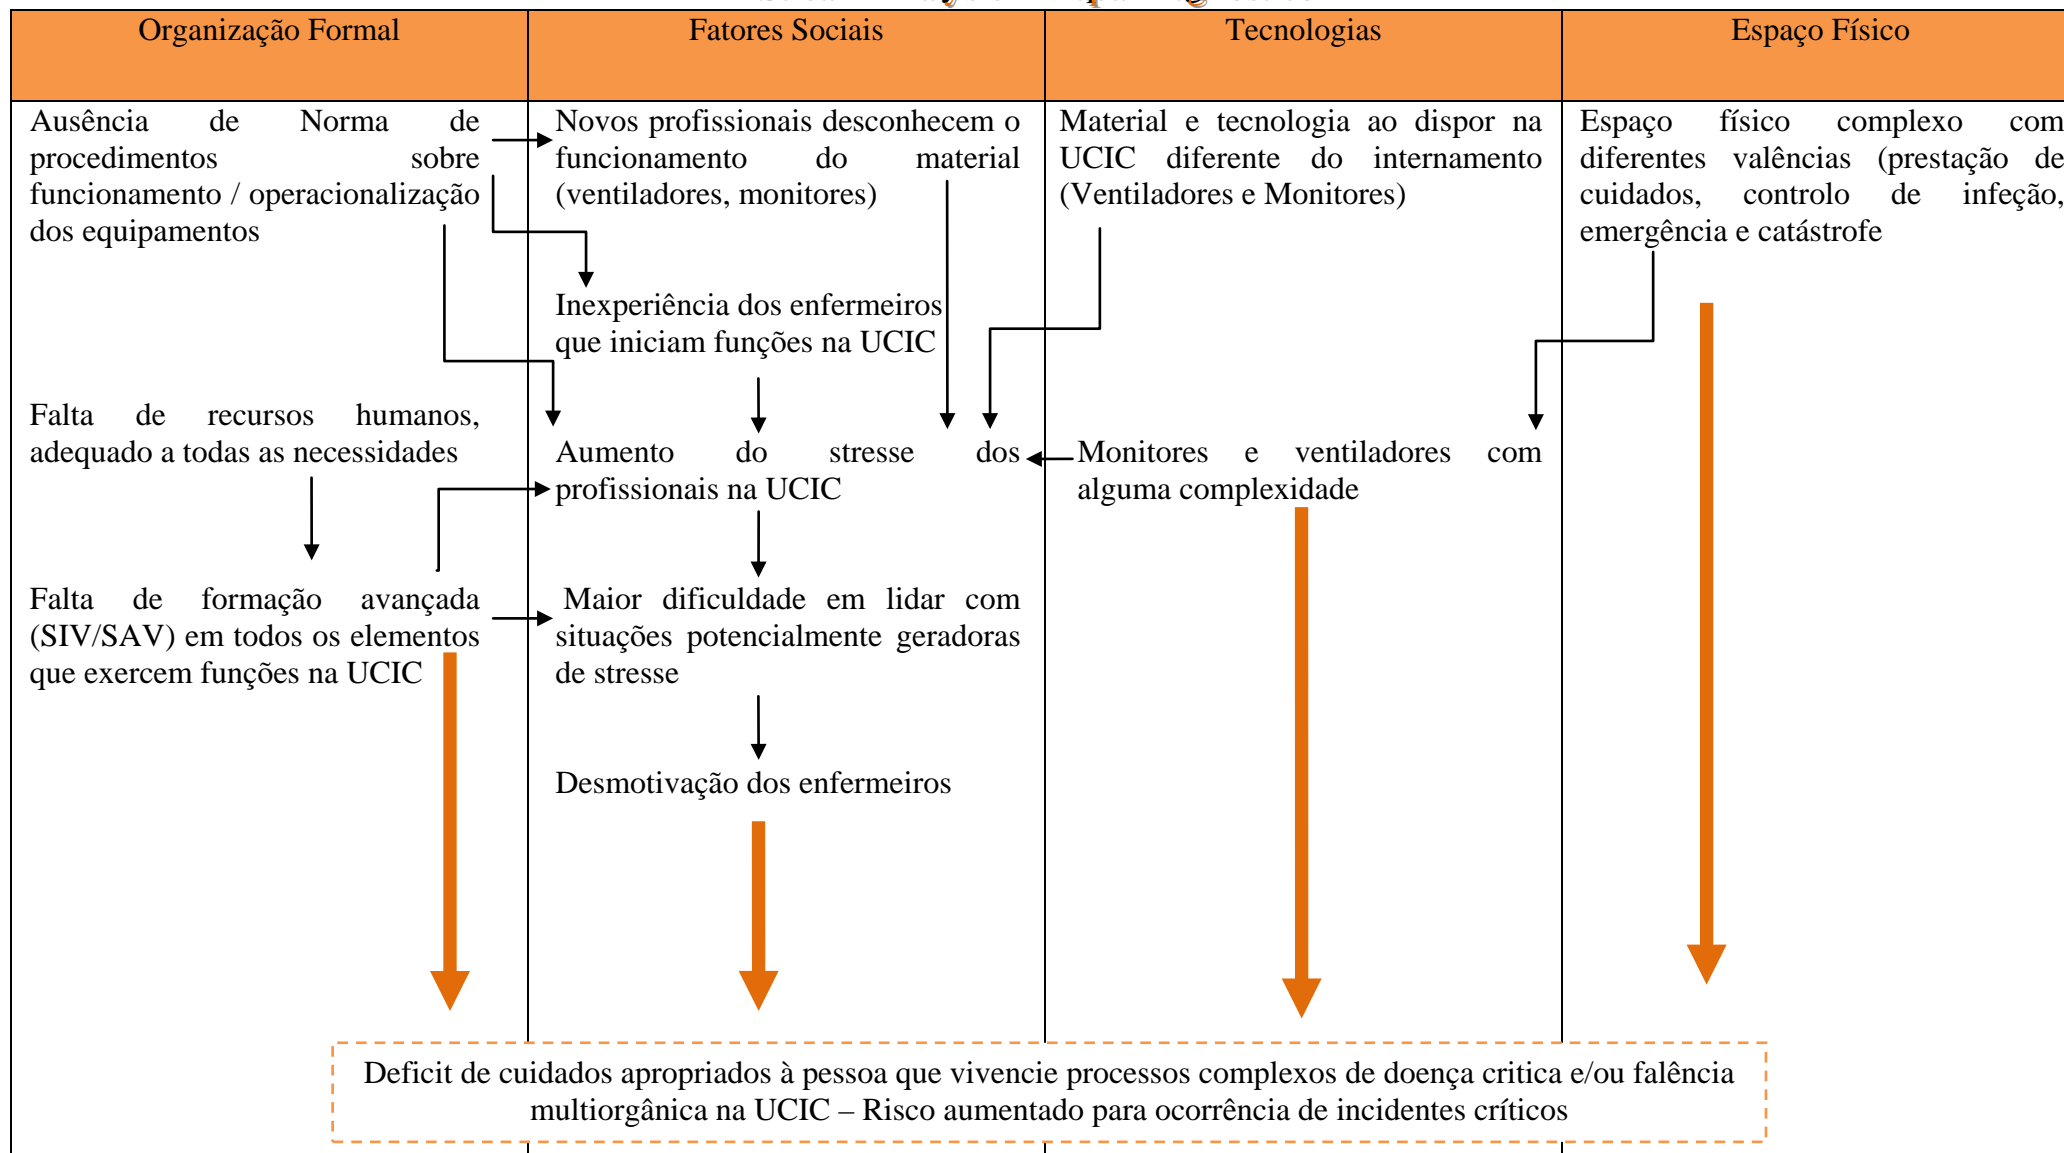 Organização Formal
Fatores Sociais
Tecnologias
Espaço Físico
Ausência de Norma de
procedimentos sobre
funcionamento / operacionalização
dos equipamentos
Falta de recursos humanos,
adequado a todas as necessidades
Falta de formação avançada
(SIV/SAV) em todos os elementos
que exercem funções na UCIC
Novos profissionais desconhecem o
funcionamento do material
(ventiladores, monitores)
Inexperiência dos enfermeiros
que iniciam funções na UCIC
Aumento do stresse dos
profissionais na UCIC
Maior dificuldade em lidar com
situações potencialmente geradoras
de stresse
Desmotivação dos enfermeiros
Material e tecnologia ao dispor na
UCIC diferente do internamento
(Ventiladores e Monitores)
Monitores e ventiladores com
alguma complexidade
Espaço físico complexo com
diferentes valências (prestação de
cuidados, controlo de infeção,
emergência e catástrofe
Deficit de cuidados apropriados à pessoa que vivencie processos complexos de doença critica e/ou falência
multiorgânica na UCIC – Risco aumentado para ocorrência de incidentes críticos